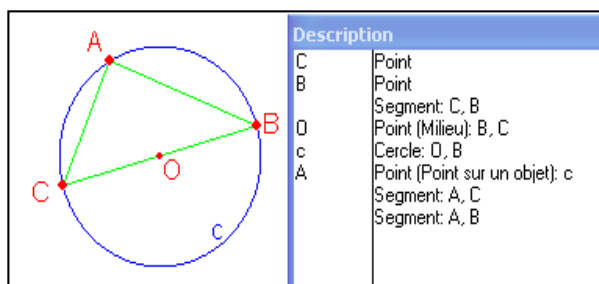 A
B
O
C
c
Description
C Point
B Point
Segment: C, B
O Point (Milieu): B, C
c Cercle: O, B
A Point (Point sur un objet): c
Segment: A, C
Segment: A, B